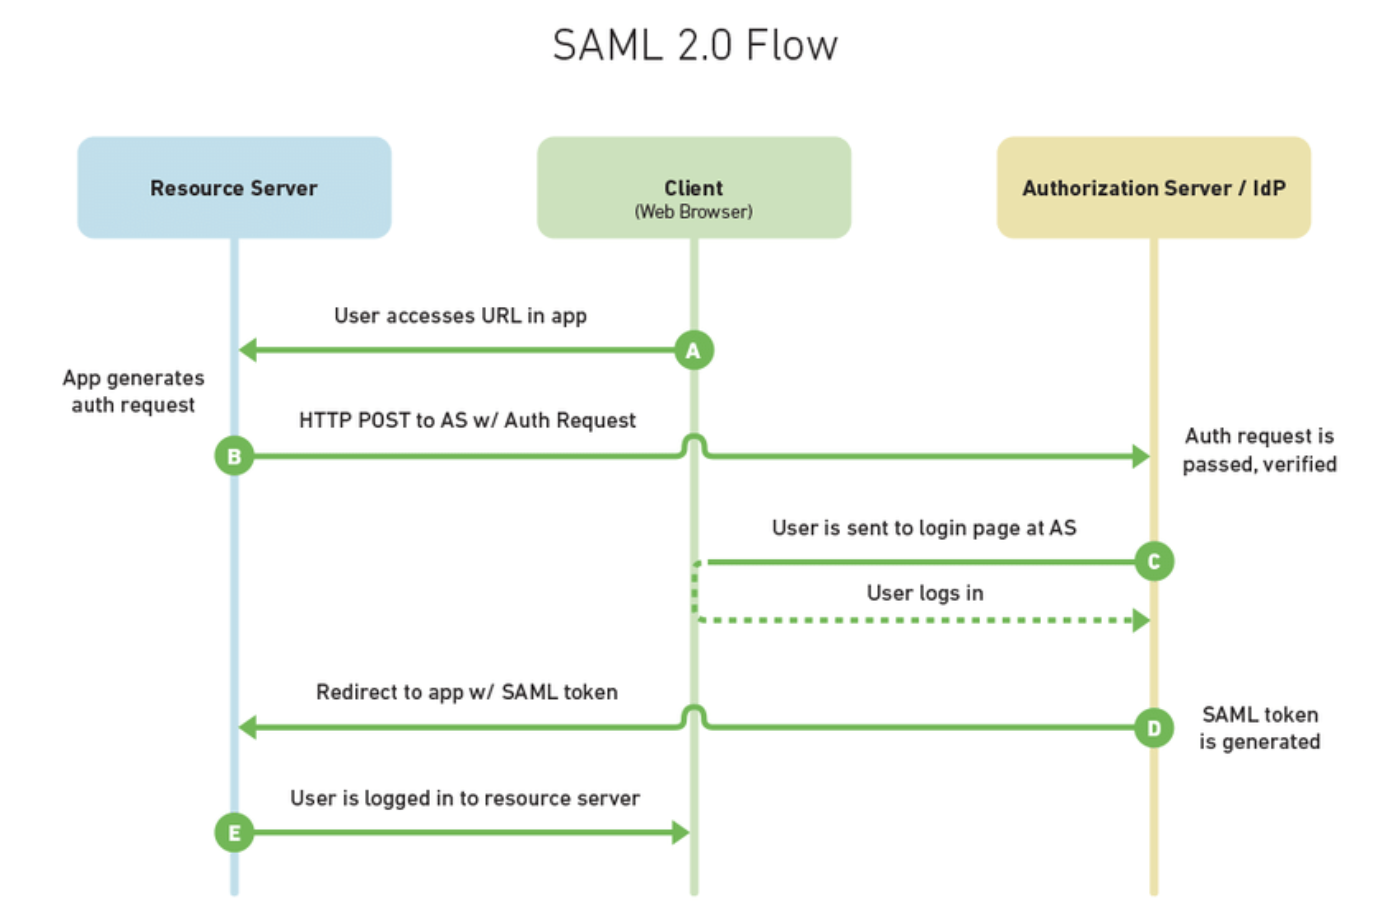 SAML 2.0 Flow
Resource Server
Client
(Web Browser)
Authorization Server / IdP
User accesses URL in app
A
App generates
auth request
HTTP POST to AS w/ Auth Request
B
Auth request is
passed, verified
User is sent to login page at AS
C
User logs in
Redirect to app w/ SAML token
D
SAML token
is generated
User is logged in to resource server
E